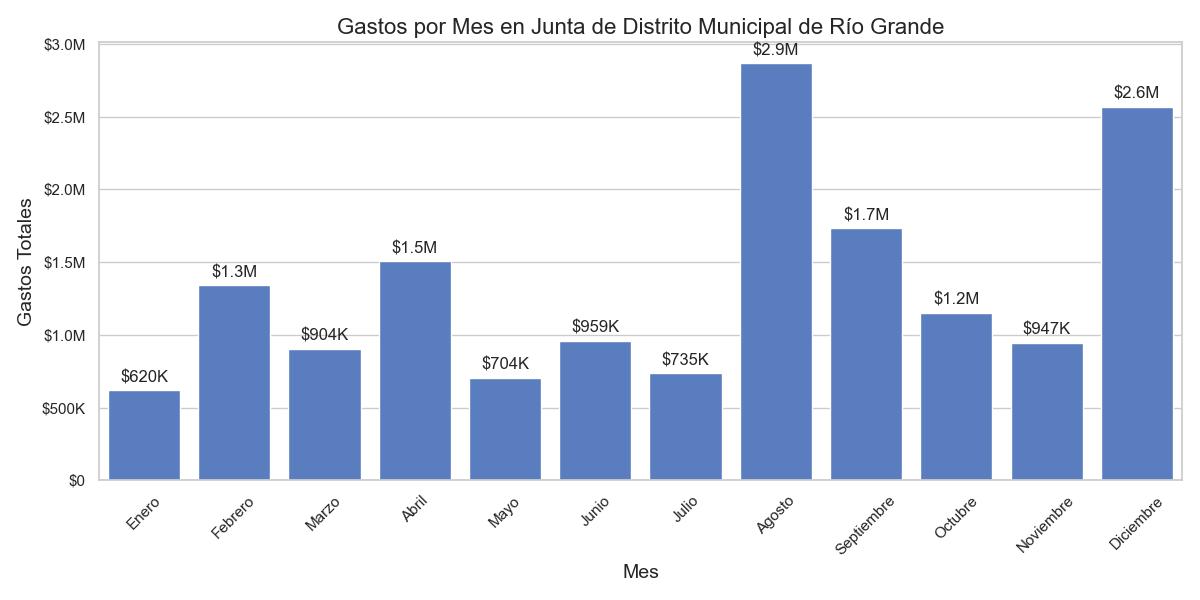 Gastos por Mes en Junta de Distrito Municipal de Río Grande
Gastos Totales
$3.0M
$2.5M
$2.0M
$1.5M
$1.0M
$500K
$0
$620K
$1.3M
$904K
$1.5M
$704K
$959K
$735K
$2.9M
$1.7M
$1.2M
$947K
$2.6M
Enero
Febrero
Marzo
Abril
Mayo
Junio
Julio
Agosto
Septiembre
Octubre
Noviembre
Diciembre
Mes